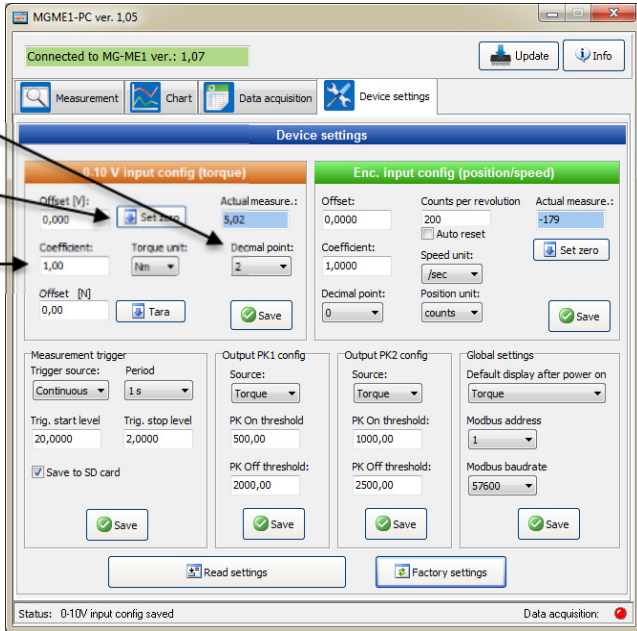 MGME1-PC ver. 1,05
Connected to MG-ME1 ver.: 1,07
Update
Info
Measurement
Chart
Data acquisition
Device settings
Device settings
0-10 V input config (torque)
Offset [V]:
Actual measure.:
0,000
Set zero
5,02
Coefficient:
Torque unit:
Decmal point:
1,00
Nm
2
Offset [N]
0,00
Tara
Save
Enc. input config (position/speed)
Offset:
Counts per revolution
Actual measure.:
0,0000
200
-179
Auto reset
Coefficient:
Speed unit:
Set zero
1,0000
/sec
Decimal point:
Position unit:
0
counts
Save
Measurement trigger
Trigger source:
Period
Continuous
1 s
Trig. start level
Trig. stop level
20,0000
2,0000
Save to SD card
Save
Output PK1 config
Source:
Torque
PK On threshold
500,00
PK Off threshold:
2000,00
Save
Output PK2 config
Source:
Torque
PK On threshold:
1000,00
PK Off threshold:
2500,00
Save
Global settings
Default display after power on
Torque
Modbus address
1
Modbus baudrate
57600
Save
Read settings
Factory settings
Status: 0-10V input config saved
Data acquisition: